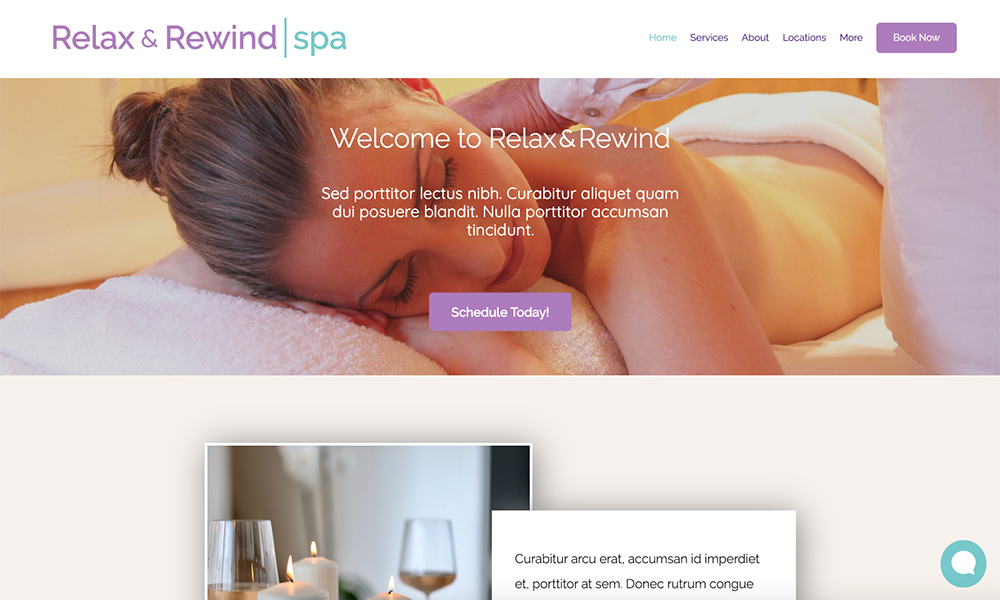 Relax & Rewind | spa
Home Services About Locations More Book Now
Welcome to Relax & Rewind
Sed porttitor lectus nibh. Curabitur aliquet quam
dui posuere blandit. Nulla porttitor accumsan
tincidunt.
Schedule Today!
Curabitur arcu erat, accumsan id imperdiet
et, porttitor at sem. Donec rutrum congue